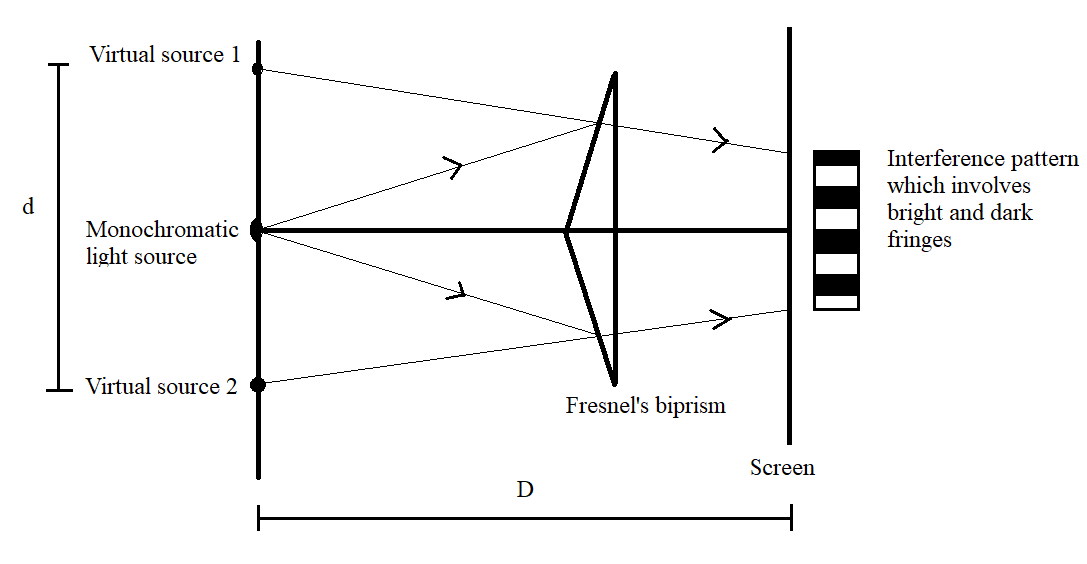 Virtual source 1
d
Monochromatic
light source
Virtual source 2
Fresnel's biprism
Screen
D
Interference pattern
which involves
bright and dark
fringes